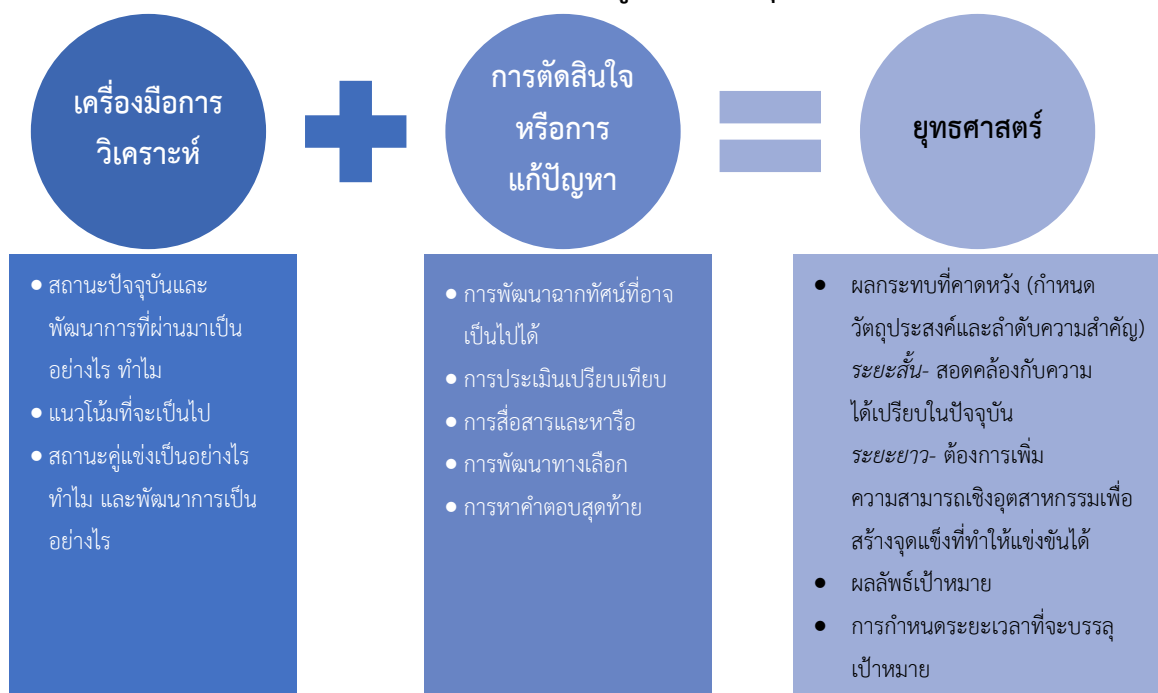 เครื่องมือการ
วิเคราะห์
การตัดสินใจ
หรือการ
แก้ปัญหา
ยุทธศาสตร์
• สถานะปัจจุบันและ
พัฒนาการที่ผ่านมาเป็น
อย่างไร ทำไม
• แนวโน้มที่จะเป็นไป
• สถานะคู่แข่งเป็นอย่างไร
ทำไม และพัฒนาการเป็น
อย่างไร
• การพัฒนาฉากทัศน์ที่อาจ
เป็นไปได้
• การประเมินเปรียบเทียบ
• การสื่อสารและหารือ
• การพัฒนาทางเลือก
• การหาคำตอบสุดท้าย
• ผลกระทบที่คาดหวัง (กำหนด
วัตถุประสงค์และลำดับความสำคัญ)
ระยะสั้น- สอดคล้องกับความ
ได้เปรียบในปัจจุบัน
ระยะยาว- ต้องการเพิ่ม
ความสามารถเชิงอุตสาหกรรมเพื่อ
สร้างจุดแข็งที่ทำให้แข่งขันได้
• ผลลัพธ์เป้าหมาย
• การกำหนดระยะเวลาที่จะบรรลุ
เป้าหมาย